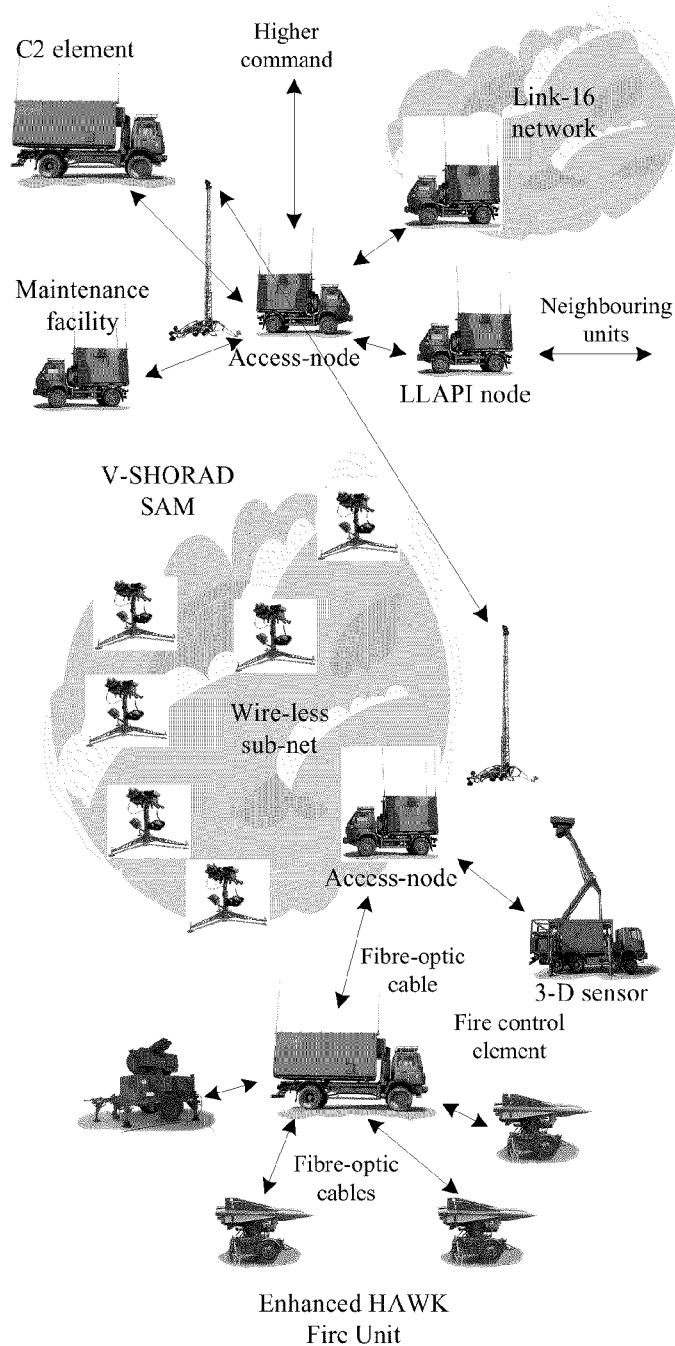 C2 element
Higher
command
Link-16
network
Maintenance
facility
Access-node
Neighbouring
units
LLAPI node
V-SHORAD
SAM
Wire-less
sub-net
Access-node
Fibre-optic
cable
3-D sensor
Fire control
element
Fibre-optic
cables
Enhanced HAWK
Fire Unit